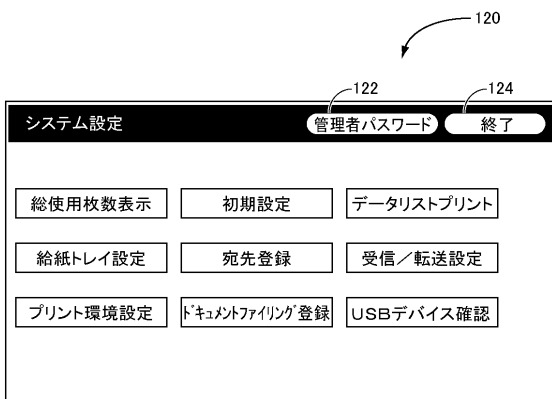 120
122
124
システム設定 管理者パスワード 終了
総使用枚数表示 初期設定 データリストプリント
給紙トレイ設定 宛先登録 受信／転送設定
プリント環境設定 ﾄﾞｷｭﾒﾝﾄﾌｧｲﾘﾝｸﾞ登録 ＵＳＢデバイス確認